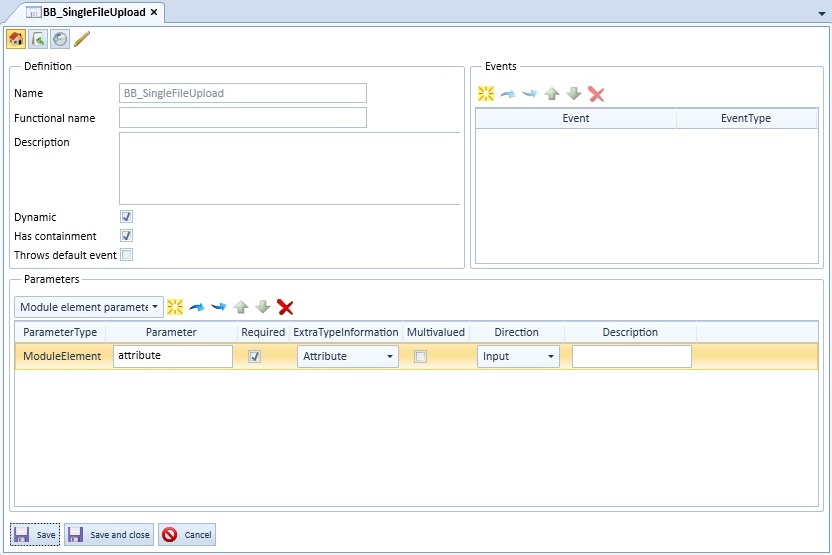 BB_SingleFileUpload ×
Definition
Name BB_SingleFileUpload
Functional name
Description
Dynamic
Has containment
Throws default event
Events
Event EventType
Parameters
Module element paramete
ParameterType Parameter Required ExtraTypeInformation Multivalued Direction Description
ModuleElement attribute Attribute Input
Save Save and close Cancel